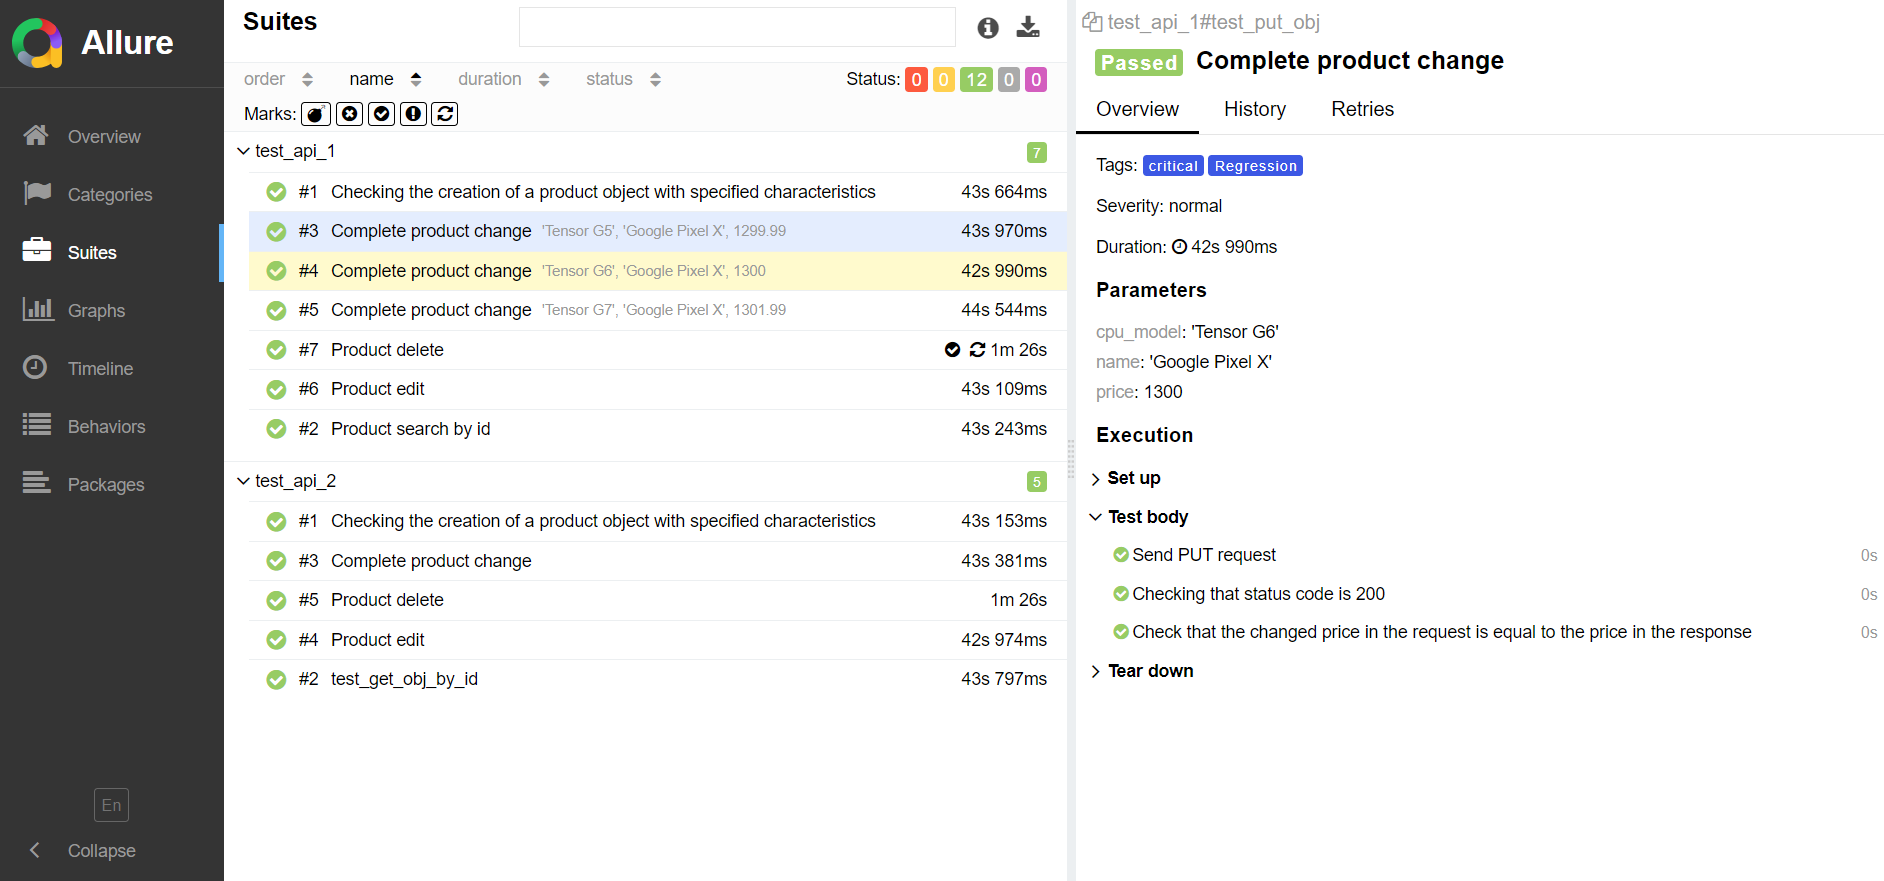 Allure
Overview
Categories
Suites
Graphs
Timeline
Behaviors
Packages
En
Collapse
Suites
order name duration status Status: 0 0 12 0 0
Marks:
test_api_1 7
#1 Checking the creation of a product object with specified characteristics 43s 664ms
#3 Complete product change 'Tensor G5', 'Google Pixel X', 1299.99 43s 970ms
#4 Complete product change 'Tensor G6', 'Google Pixel X', 1300 42s 990ms
#5 Complete product change 'Tensor G7', 'Google Pixel X', 1301.99 44s 544ms
#7 Product delete 1m 26s
#6 Product edit 43s 109ms
#2 Product search by id 43s 243ms
test_api_2 5
#1 Checking the creation of a product object with specified characteristics 43s 153ms
#3 Complete product change 43s 381ms
#5 Product delete 1m 26s
#4 Product edit 42s 974ms
#2 test_get_obj_by_id 43s 797ms
test_api_1#test_put_obj
Passed Complete product change
Overview History Retries
Tags: critical Regression
Severity: normal
Duration: 42s 990ms
Parameters
cpu_model: 'Tensor G6'
name: 'Google Pixel X'
price: 1300
Execution
Set up
Test body
Send PUT request 0s
Checking that status code is 200 0s
Check that the changed price in the request is equal to the price in the response 0s
Tear down